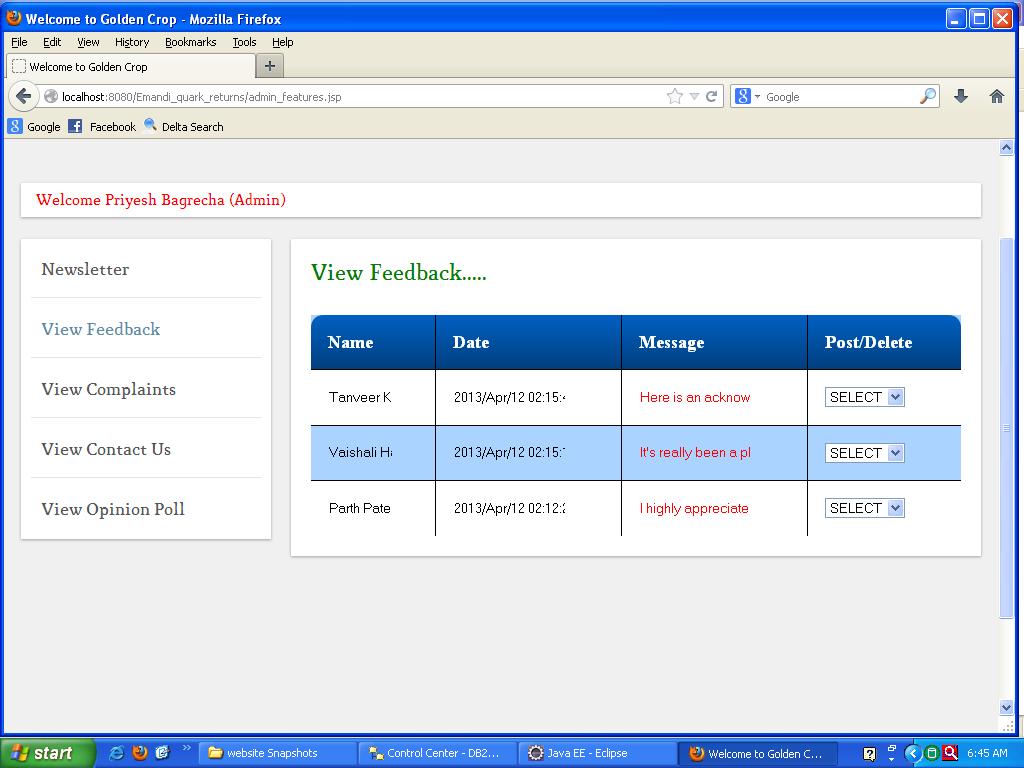 Welcome to Golden Crop - Mozilla Firefox
File Edit View History Bookmarks Tools Help
Welcome to Golden Crop
localhost:8080/Emandi_quark_returns/admin_features.jsp Google
Google Facebook Delta Search
Welcome Priyesh Bagrecha (Admin)
Newsletter
View Feedback
View Complaints
View Contact Us
View Opinion Poll
View Feedback.....
Name Date Message Post/Delete
Tanveer K 2013/Apr/12 02:15: Here is an acknow SELECT
Vaishali H 2013/Apr/12 02:15: It's really been a pl SELECT
Parth Pate 2013/Apr/12 02:12: I highly appreciate SELECT
start website Snapshots Control Center - DB2... Java EE - Eclipse Welcome to Golden C... 6:45 AM